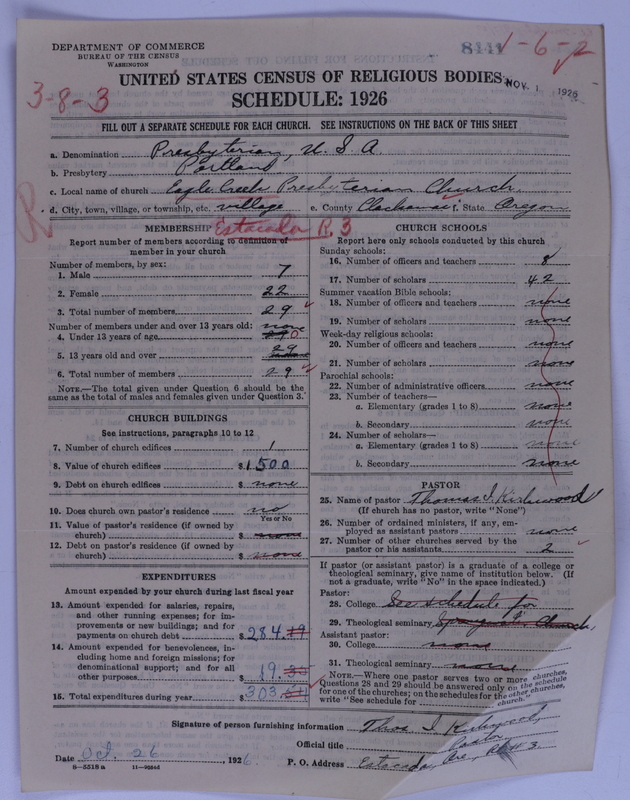 DEPARTMENT OF COMMERCE
BUREAU OF THE CENSUS
WASHINGTON
8441
1-6-2
3-8-3
UNITED STATES CENSUS OF RELIGIOUS BODIES
NOV. 1 1926
SCHEDULE: 1926
FILL OUT A SEPARATE SCHEDULE FOR EACH CHURCH. SEE INSTRUCTIONS ON THE BACK OF THIS SHEET
a. Denomination Presbyterian, U.S.A.
b. Presbytery Portland
c. Local name of church Eagle Creek Presbyterian Church.
d. City, town, village, or township, etc. village e. County Clackamas f. State Oregon
R
Estacada R. 3
MEMBERSHIP
Report number of members according to definition of
member in your church
Number of members, by sex:
1. Male 7
2. Female 22
3. Total number of members 29
Number of members under and over 13 years old:
4. Under 13 years of age none 0
5. 13 years old and over 29
6. Total number of members 29
NOTE.—The total given under Question 6 should be the
same as the total of males and females given under Question 3.
CHURCH BUILDINGS
See instructions, paragraphs 10 to 12
7. Number of church edifices 1
8. Value of church edifices $1500
9. Debt on church edifices $ none
10. Does church own pastor's residence no
Yes or No
11. Value of pastor's residence (if owned by
church) $ none
12. Debt on pastor's residence (if owned by
church) $ none
EXPENDITURES
Amount expended by your church during last fiscal year
13. Amount expended for salaries, repairs,
and other running expenses; for im-
provements or new buildings; and for
payments on church debt $284.19
14. Amount expended for benevolences, in-
cluding home and foreign missions; for
denominational support; and for all
other purposes $19.
15. Total expenditures during year $303
CHURCH SCHOOLS
Report here only schools conducted by this church
Sunday schools:
16. Number of officers and teachers 8
17. Number of scholars 42
Summer vacation Bible schools:
18. Number of officers and teachers none
19. Number of scholars none
Week-day religious schools:
20. Number of officers and teachers none
21. Number of scholars none
Parochial schools:
22. Number of administrative officers none
23. Number of teachers—
a. Elementary (grades 1 to 8) none
b. Secondary none
24. Number of scholars—
a. Elementary (grades 1 to 8) none
b. Secondary none
PASTOR
25. Name of pastor Thomas J. Kirkwood
(If church has no pastor, write "None")
26. Number of ordained ministers, if any, em-
ployed as assistant pastors none
27. Number of other churches served by the
pastor or his assistants 2
If pastor (or assistant pastor) is a graduate of a college or
theological seminary, give name of institution below. (If
not a graduate, write "No" in the space indicated.)
Pastor:
28. College See schedule for
29. Theological seminary Church,
Assistant pastor:
30. College none
31. Theological seminary none
NOTE.—Where one pastor serves two or more churches,
Questions 28 and 29 should be answered only on the schedule
for one of the churches; on the schedules for the other churches,
write "See schedule for church."
Signature of person furnishing information Thos J. Kirkwood
Official title Pastor
Date Oct. 26, 1926. P. O. Address Estacada, Ore, R # 3
8—5518a 11—92545